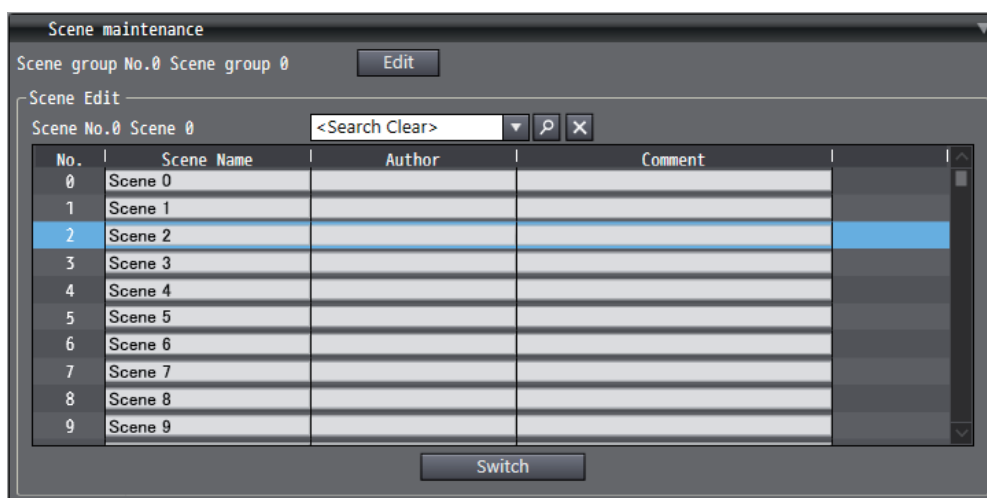 Scene maintenance
Scene group No.0 Scene group 0 Edit
Scene Edit
Scene No.0 Scene 0 <Search Clear>
No. Scene Name Author Comment
0 Scene 0
1 Scene 1
2 Scene 2
3 Scene 3
4 Scene 4
5 Scene 5
6 Scene 6
7 Scene 7
8 Scene 8
9 Scene 9
Switch